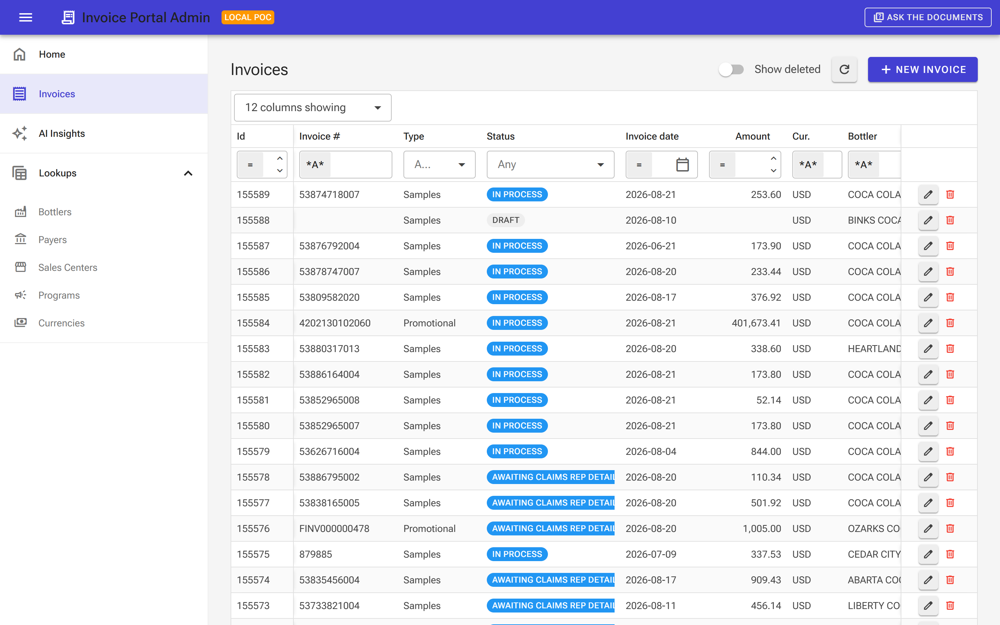 Invoice Portal Admin LOCAL POC ASK THE DOCUMENTS
Home
Invoices
AI Insights
Lookups
Bottlers
Payers
Sales Centers
Programs
Currencies
Invoices Show deleted NEW INVOICE
12 columns showing
Id Invoice # Type Status Invoice date Amount Cur. Bottler
= *A* A... Any = = *A* *A*
155589 53874718007 Samples IN PROCESS 2026-08-21 253.60 USD COCA COLA
155588 Samples DRAFT 2026-08-10 USD BINKS COCA
155587 53876792004 Samples IN PROCESS 2026-06-21 173.90 USD COCA COLA
155586 53878747007 Samples IN PROCESS 2026-08-20 233.44 USD COCA COLA
155585 53809582020 Samples IN PROCESS 2026-08-17 376.92 USD COCA COLA
155584 4202130102060 Promotional IN PROCESS 2026-08-21 401,673.41 USD COCA COLA
155583 53880317013 Samples IN PROCESS 2026-08-20 338.60 USD HEARTLAND
155582 53886164004 Samples IN PROCESS 2026-08-21 173.80 USD COCA COLA
155581 53852965008 Samples IN PROCESS 2026-08-21 52.14 USD COCA COLA
155580 53852965007 Samples IN PROCESS 2026-08-21 173.80 USD COCA COLA
155579 53626716004 Samples IN PROCESS 2026-08-04 844.00 USD COCA COLA
155578 53886795002 Samples AWAITING CLAIMS REP DETAIL 2026-08-20 110.34 USD COCA COLA
155577 53838165005 Samples AWAITING CLAIMS REP DETAIL 2026-08-20 501.92 USD COCA COLA
155576 FINV000000478 Promotional AWAITING CLAIMS REP DETAIL 2026-08-20 1,005.00 USD OZARKS CO
155575 879885 Samples IN PROCESS 2026-07-09 337.53 USD CEDAR CITY
155574 53835456004 Samples AWAITING CLAIMS REP DETAIL 2026-08-17 909.43 USD ABARTA CO
155573 53733821004 Samples AWAITING CLAIMS REP DETAIL 2026-08-11 456.14 USD LIBERTY CO